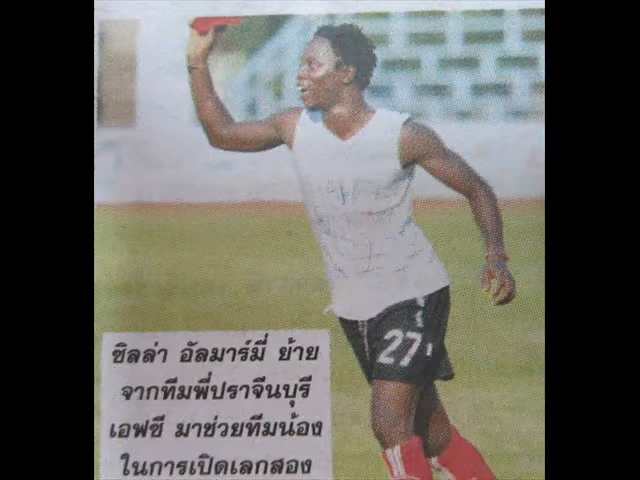 27
ซิลล่า อัลมาร์มี่ ย้าย
จากทีมพี่ปราจีนบุรี
เอฟซี มาช่วยทีมน้อง
ในการเปิดเลกสอง